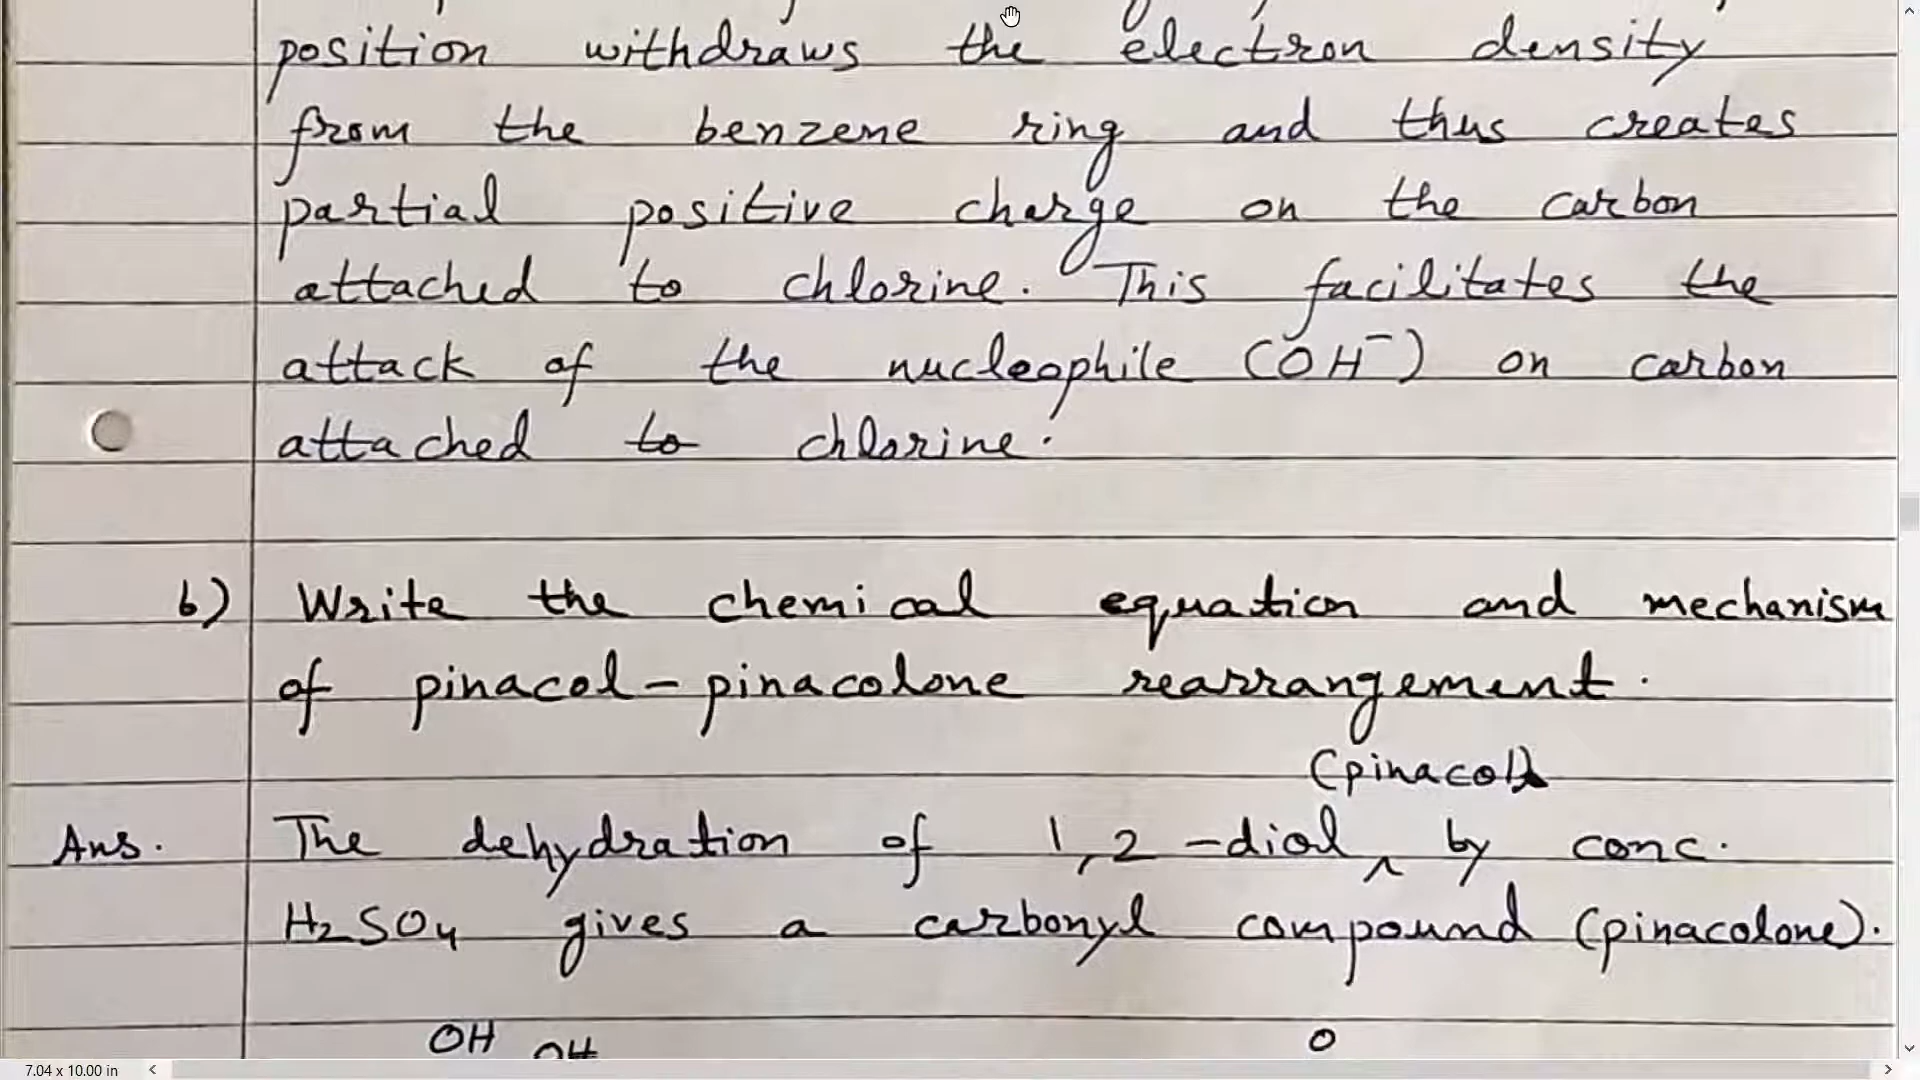 position withdraws the electron density
from the benzene ring and thus creates
partial positive charge on the carbon
attached to chlorine. This facilitates the
attack of the nucleophile (OH⁻) on carbon
attached to chlorine.
b) Write the chemical equation and mechanism
of pinacol-pinacolone rearrangement.
(pinacol)
Ans. The dehydration of 1,2-diol ^ by conc.
H₂SO₄ gives a carbonyl compound (pinacolone).
OH OH O
7.04 x 10.00 in